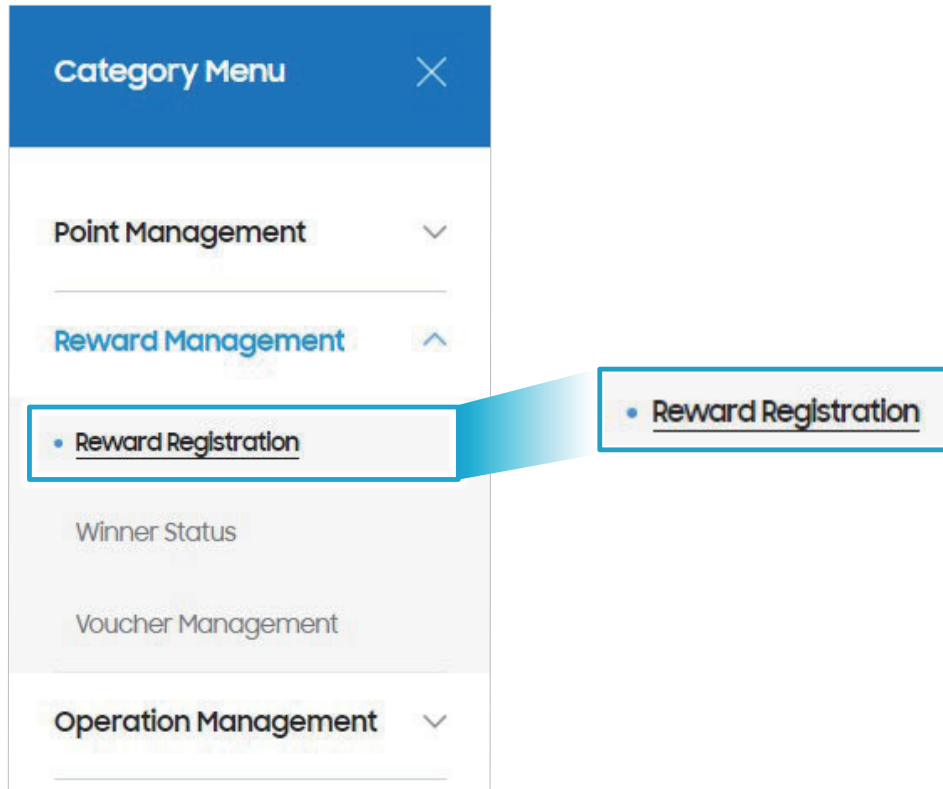 Category Menu
Point Management
Reward Management
Reward Registration
Reward Registration
Winner Status
Voucher Management
Operation Management